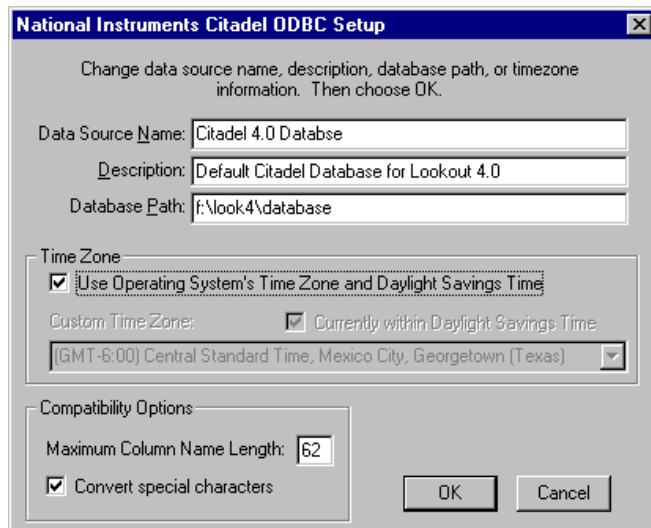 National Instruments Citadel ODBC Setup
Change data source name, description, database path, or timezone
information. Then choose OK.
Data Source Name: Citadel 4.0 Databse
Description: Default Citadel Database for Lookout 4.0
Database Path: f:\look4\database
Time Zone
Use Operating System's Time Zone and Daylight Savings Time
Custom Time Zone: Currently within Daylight Savings Time
(GMT-6:00) Central Standard Time, Mexico City, Georgetown (Texas)
Compatibility Options
Maximum Column Name Length: 62
Convert special characters
OK Cancel